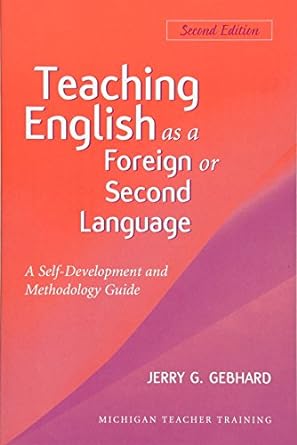 Second Edition
Teaching
English as a
Foreign or
Second
Language
A Self-Development and
Methodology Guide
JERRY G. GEBHARD
MICHIGAN TEACHER TRAINING